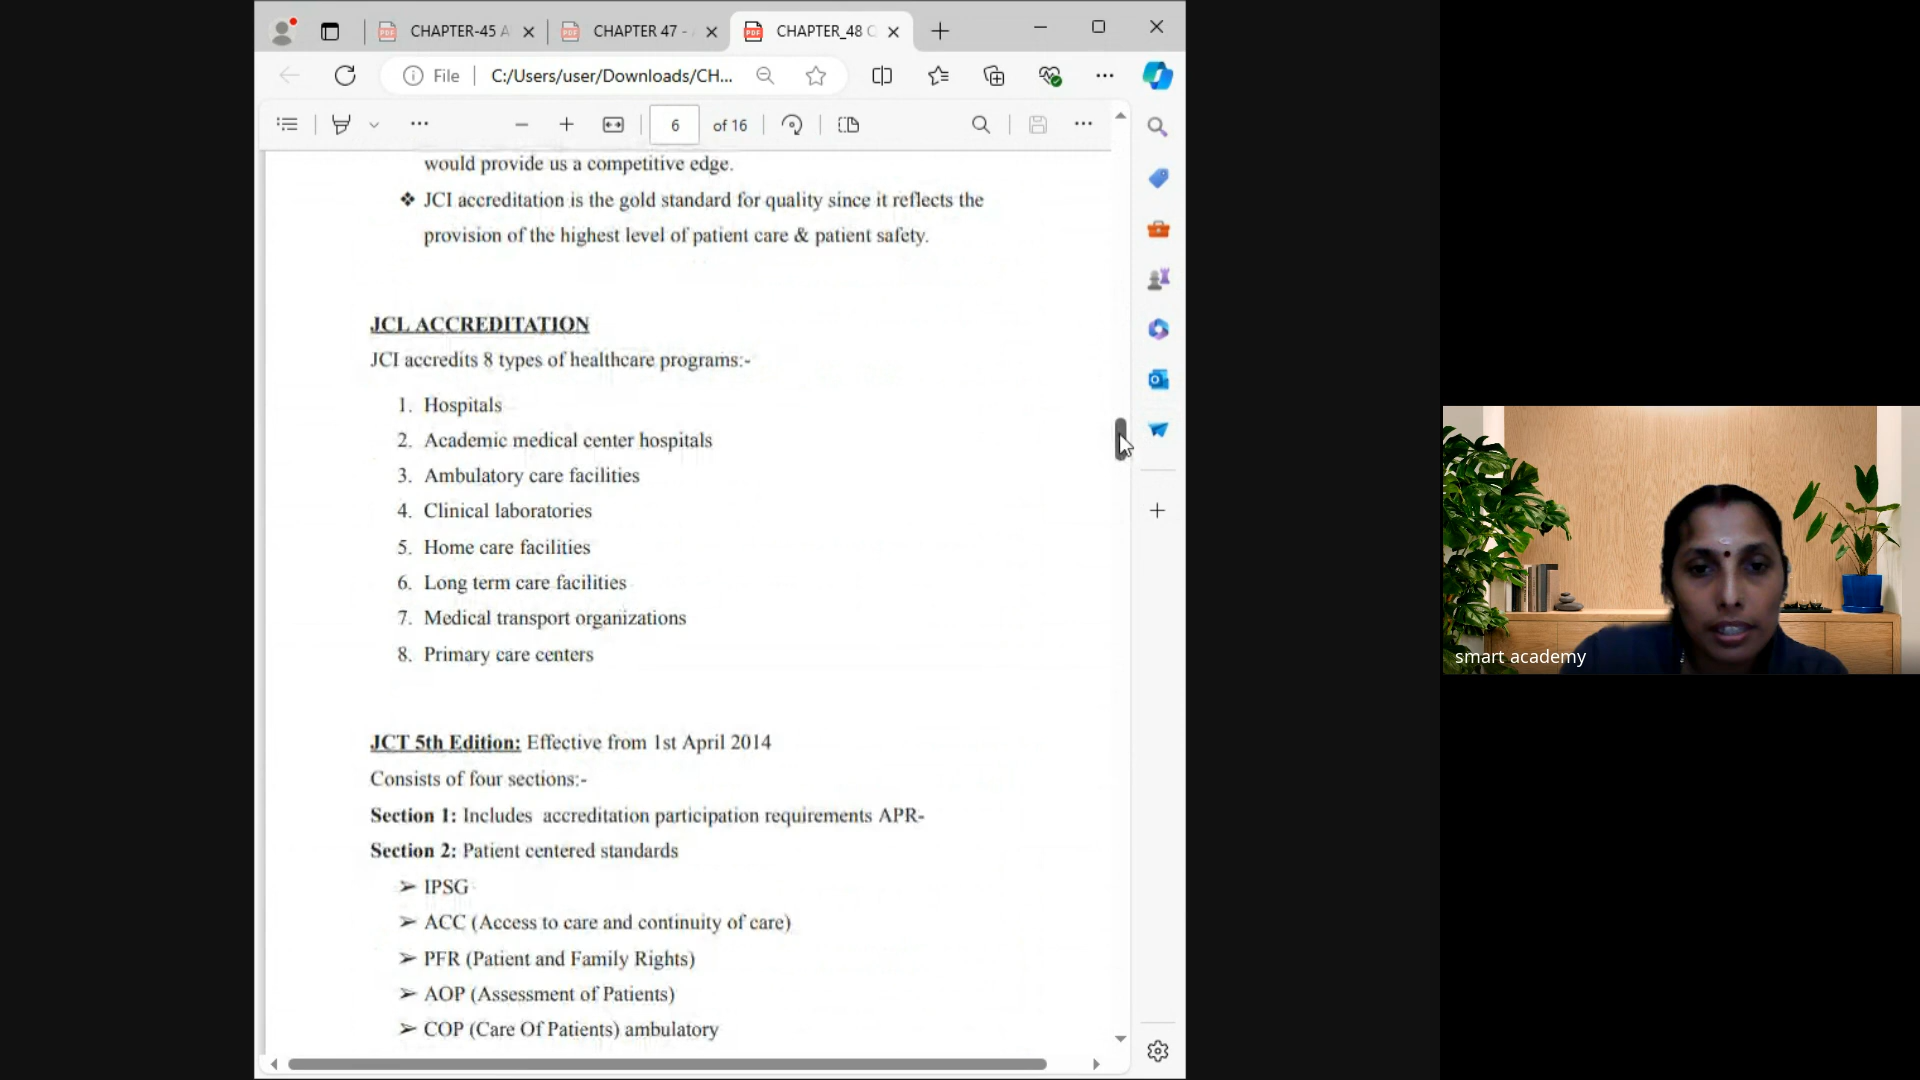 CHAPTER-45 A
CHAPTER 47 -
CHAPTER_48 C
File
C:/Users/user/Downloads/CH...
6 of 16
would provide us a competitive edge.
❖ JCI accreditation is the gold standard for quality since it reflects the
provision of the highest level of patient care & patient safety.
JCL ACCREDITATION
JCI accredits 8 types of healthcare programs:-
1. Hospitals
2. Academic medical center hospitals
3. Ambulatory care facilities
4. Clinical laboratories
5. Home care facilities
6. Long term care facilities
7. Medical transport organizations
8. Primary care centers
JCT 5th Edition: Effective from 1st April 2014
Consists of four sections:-
Section 1: Includes accreditation participation requirements APR-
Section 2: Patient centered standards
➢ IPSG
➢ ACC (Access to care and continuity of care)
➢ PFR (Patient and Family Rights)
➢ AOP (Assessment of Patients)
➢ COP (Care Of Patients) ambulatory
smart academy